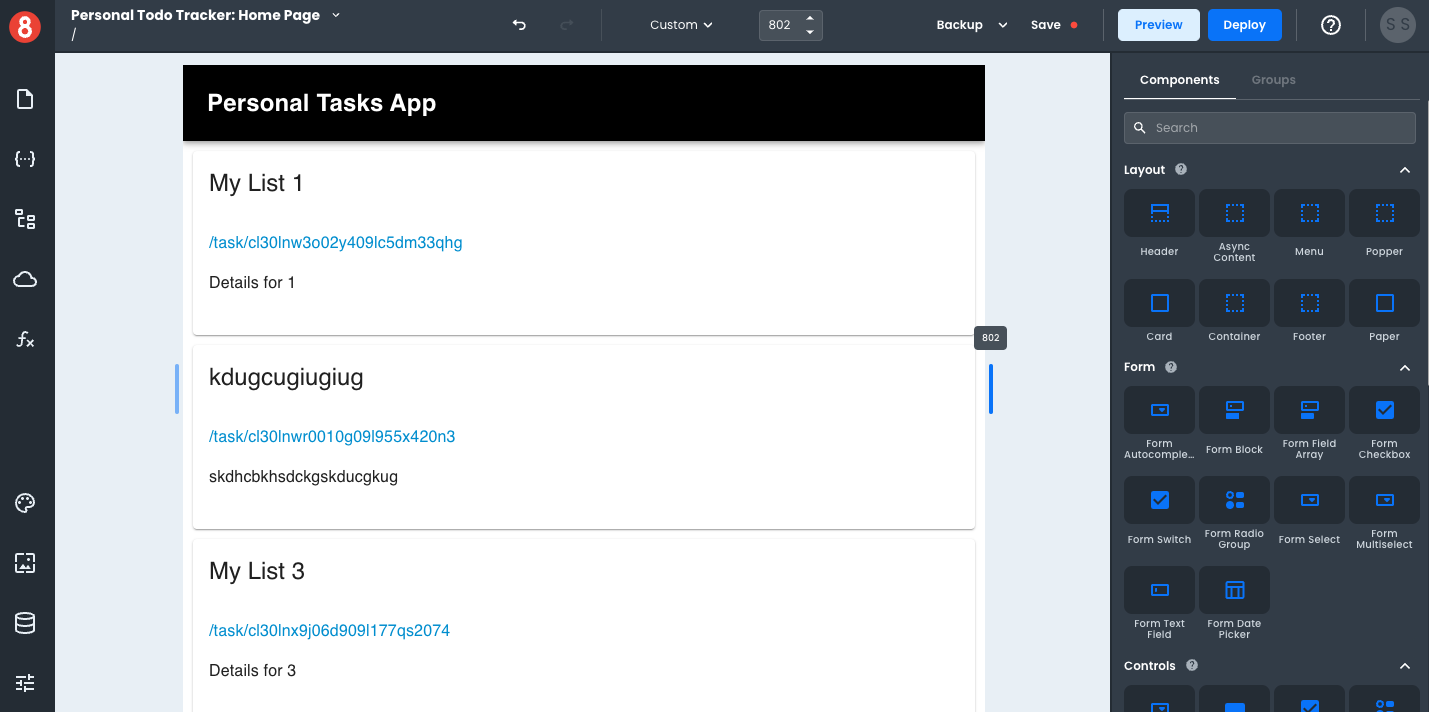 8
Personal Todo Tracker: Home Page
/
Custom
802
Backup
Save
Preview
Deploy
?
S S
Personal Tasks App
My List 1
/task/cl30lnw3o02y409lc5dm33qhg
Details for 1
802
kdugcugiugiug
/task/cl30lnwr0010g09l955x420n3
skdhcbkhsdckgskducgkug
My List 3
/task/cl30lnx9j06d909l177qs2074
Details for 3
Components
Groups
Search
Layout ?
Header
Async
Content
Menu
Popper
Card
Container
Footer
Paper
Form ?
Form
Autocomple...
Form Block
Form Field
Array
Form
Checkbox
Form Switch
Form Radio
Group
Form Select
Form
Multiselect
Form Text
Field
Form Date
Picker
Controls ?